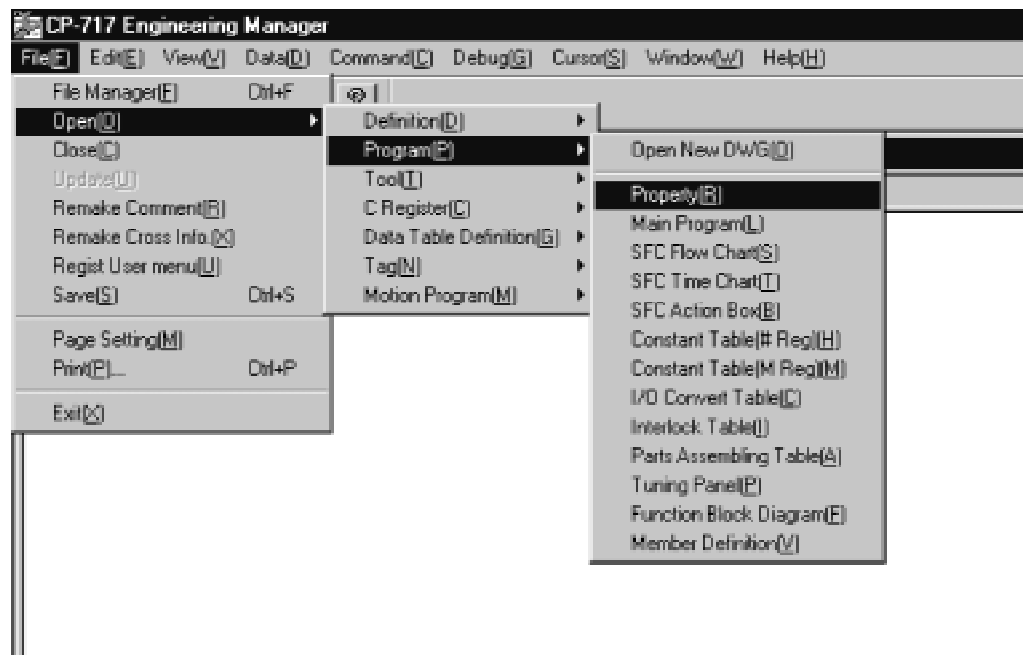 CP-717 Engineering Manager
File(F) Edit(E) View(V) Data(D) Command(C) Debug(G) Cursor(S) Window(W) Help(H)
File Manager(F) Ctrl+F
Open(O)
Close(C)
Update(U)
Remake Comment(R)
Remake Cross Info.(X)
Regist User menu(U)
Save(S) Ctrl+S
Page Setting(M)
Print(P)... Ctrl+P
Exit(X)
Definition(D)
Program(P)
Tool(T)
C Register(C)
Data Table Definition(G)
Tag(N)
Motion Program(M)
Open New DWG(O)
Property(R)
Main Program(L)
SFC Flow Chart(S)
SFC Time Chart(T)
SFC Action Box(B)
Constant Table(# Reg)(H)
Constant Table(M Reg)(M)
I/O Convert Table(C)
Interlock Table(I)
Parts Assembling Table(A)
Tuning Panel(P)
Function Block Diagram(F)
Member Definition(V)